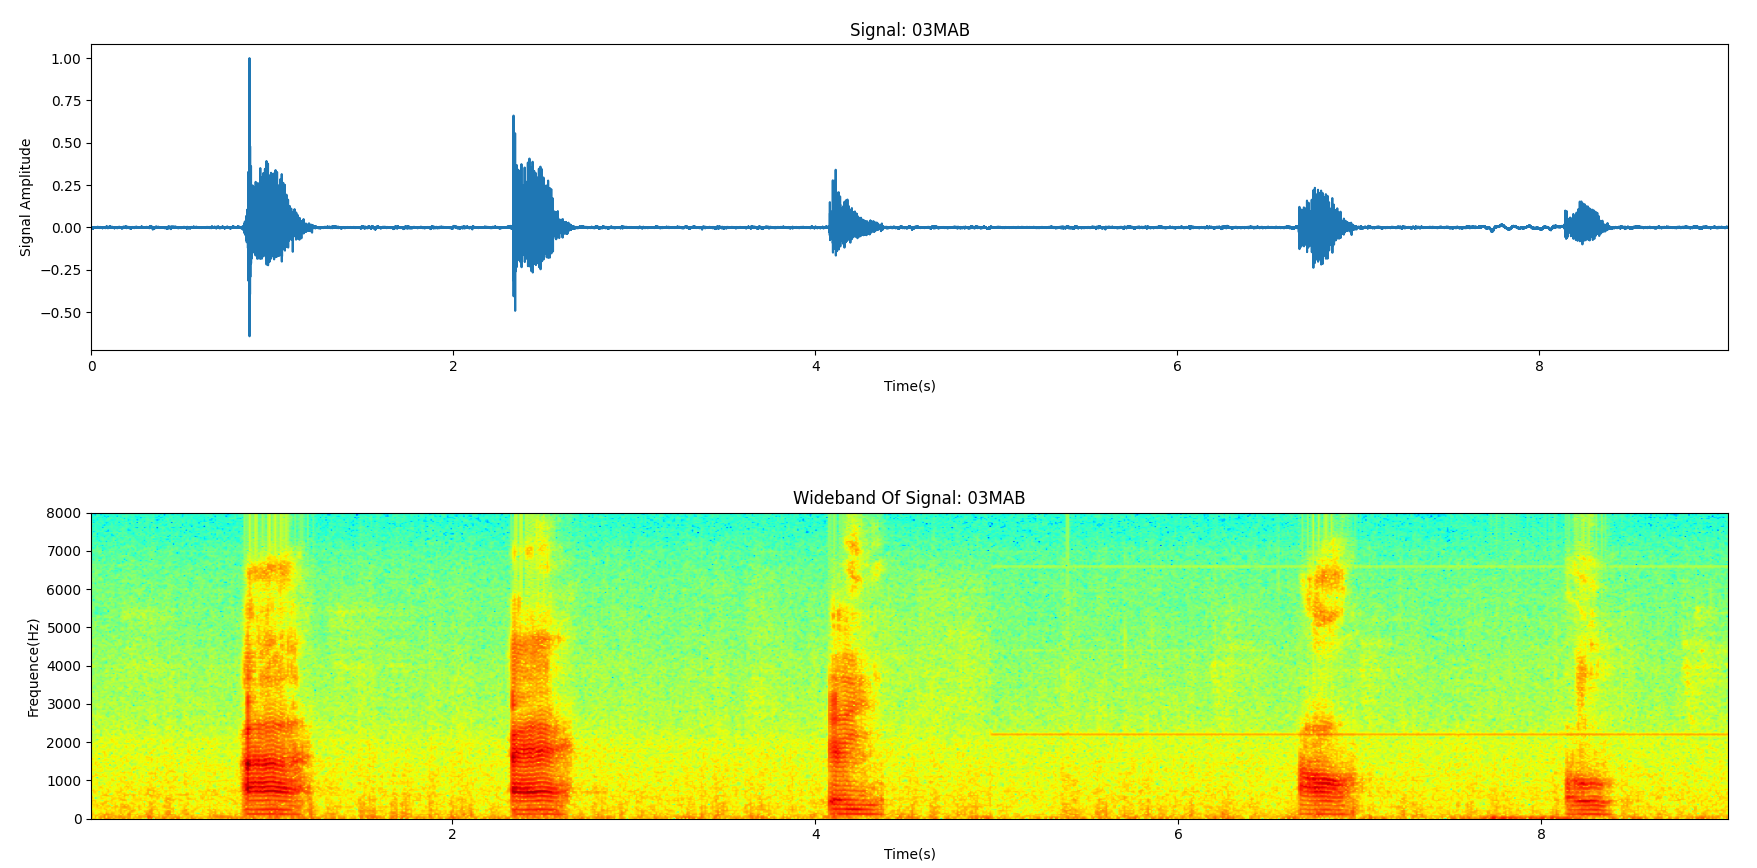 Signal: 03MAB
1.00
0.75
0.50
0.25
0.00
−0.25
−0.50
Signal Amplitude
0 2 4 6 8
Time(s)
Wideband Of Signal: 03MAB
8000
7000
6000
5000
4000
3000
2000
1000
0
Frequence(Hz)
2 4 6 8
Time(s)